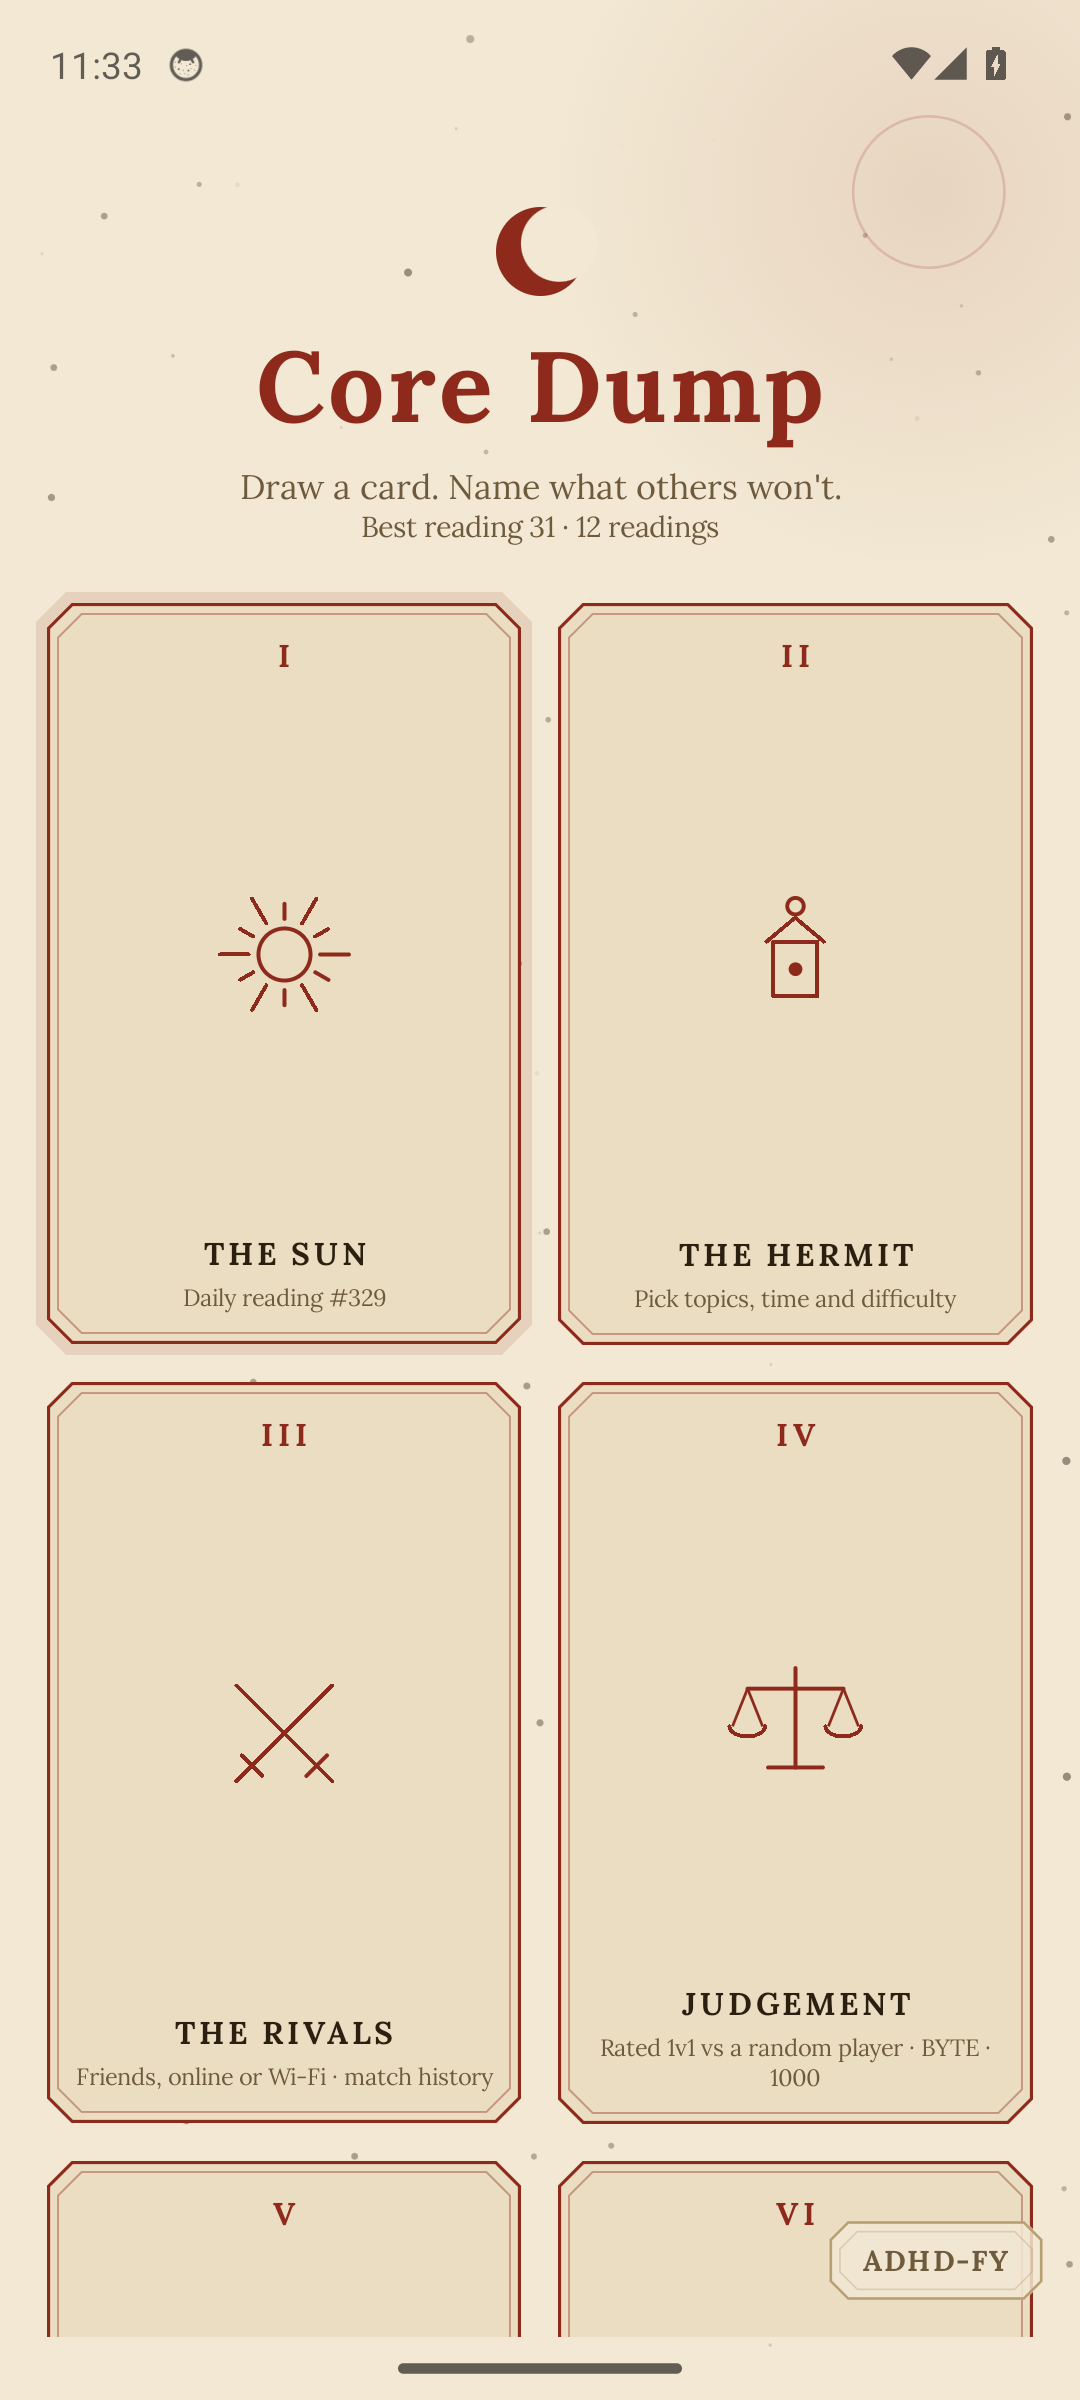 11:33
Core Dump
Draw a card. Name what others won't.
Best reading 31 · 12 readings
I
THE SUN
Daily reading #329
II
THE HERMIT
Pick topics, time and difficulty
III
THE RIVALS
Friends, online or Wi-Fi · match history
IV
JUDGEMENT
Rated 1v1 vs a random player · BYTE ·
1000
V
VI
ADHD-FY